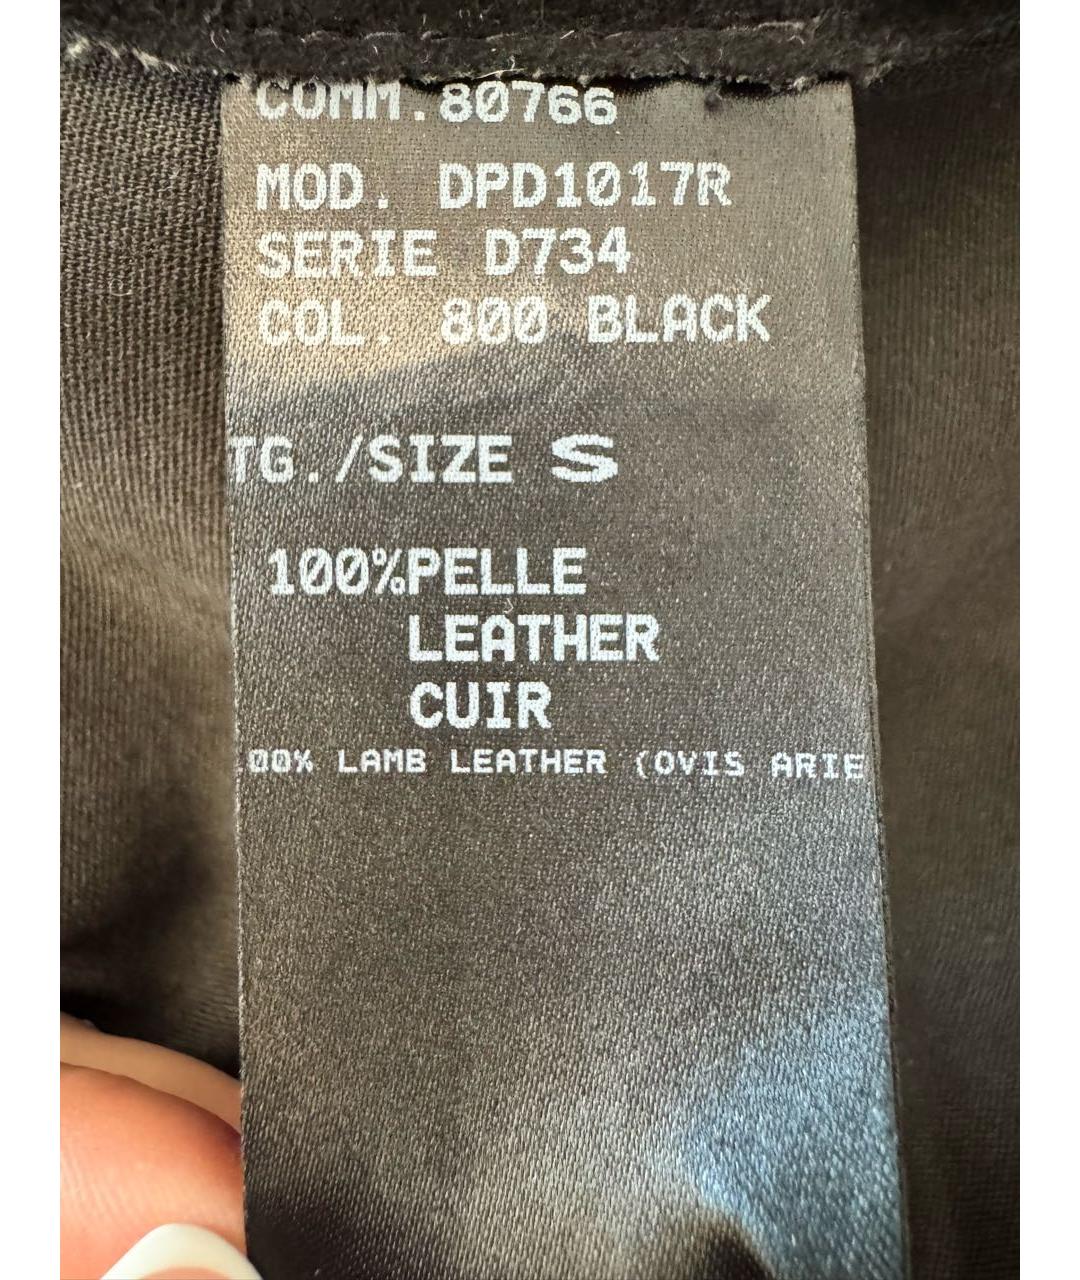 COMM.80766
MOD. DPD1017R
SERIE D734
COL. 800 BLACK
TG./SIZE S
100%PELLE
LEATHER
CUIR
00% LAMB LEATHER (OVIS ARIE